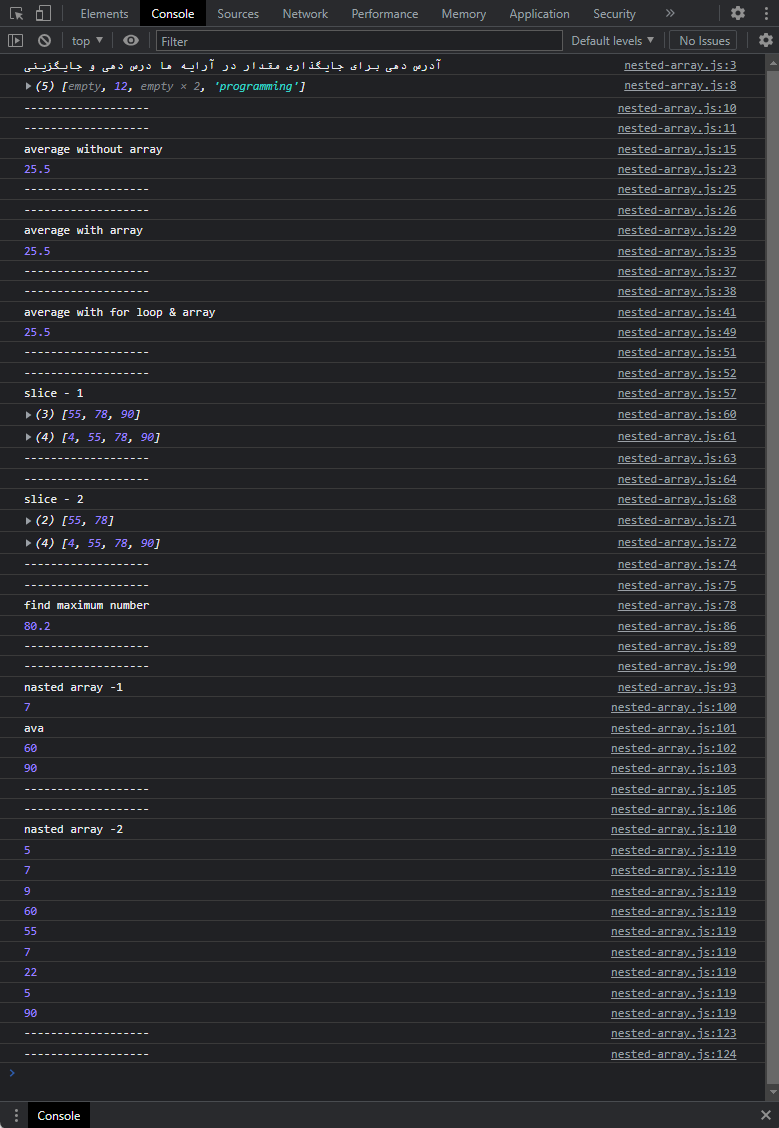 Elements Console Sources Network Performance Memory Application Security »
top ▼ Filter Default levels ▼ No Issues
آدرس دهی برای جایگذاری مقدار در آرایه ها درس دهی و جایگزینی nested-array.js:3
▶ (5) [empty, 12, empty × 2, 'programming'] nested-array.js:8
------------------- nested-array.js:10
------------------- nested-array.js:11
average without array nested-array.js:15
25.5 nested-array.js:23
------------------- nested-array.js:25
------------------- nested-array.js:26
average with array nested-array.js:29
25.5 nested-array.js:35
------------------- nested-array.js:37
------------------- nested-array.js:38
average with for loop & array nested-array.js:41
25.5 nested-array.js:49
------------------- nested-array.js:51
------------------- nested-array.js:52
slice - 1 nested-array.js:57
▶ (3) [55, 78, 90] nested-array.js:60
▶ (4) [4, 55, 78, 90] nested-array.js:61
------------------- nested-array.js:63
------------------- nested-array.js:64
slice - 2 nested-array.js:68
▶ (2) [55, 78] nested-array.js:71
▶ (4) [4, 55, 78, 90] nested-array.js:72
------------------- nested-array.js:74
------------------- nested-array.js:75
find maximum number nested-array.js:78
80.2 nested-array.js:86
------------------- nested-array.js:89
------------------- nested-array.js:90
nasted array -1 nested-array.js:93
7 nested-array.js:100
ava nested-array.js:101
60 nested-array.js:102
90 nested-array.js:103
------------------- nested-array.js:105
------------------- nested-array.js:106
nasted array -2 nested-array.js:110
5 nested-array.js:119
7 nested-array.js:119
9 nested-array.js:119
60 nested-array.js:119
55 nested-array.js:119
7 nested-array.js:119
22 nested-array.js:119
5 nested-array.js:119
90 nested-array.js:119
------------------- nested-array.js:123
------------------- nested-array.js:124
>
Console